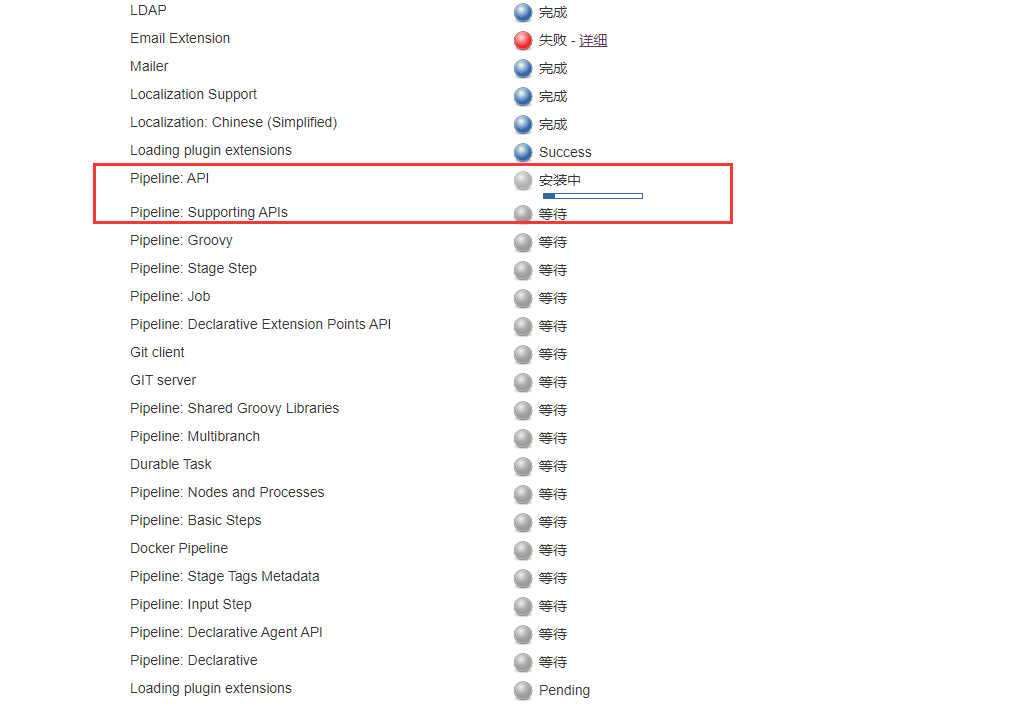 LDAP 完成
Email Extension 失败 - 详细
Mailer 完成
Localization Support 完成
Localization: Chinese (Simplified) 完成
Loading plugin extensions Success
Pipeline: API 安装中
Pipeline: Supporting APIs 等待
Pipeline: Groovy 等待
Pipeline: Stage Step 等待
Pipeline: Job 等待
Pipeline: Declarative Extension Points API 等待
Git client 等待
GIT server 等待
Pipeline: Shared Groovy Libraries 等待
Pipeline: Multibranch 等待
Durable Task 等待
Pipeline: Nodes and Processes 等待
Pipeline: Basic Steps 等待
Docker Pipeline 等待
Pipeline: Stage Tags Metadata 等待
Pipeline: Input Step 等待
Pipeline: Declarative Agent API 等待
Pipeline: Declarative 等待
Loading plugin extensions Pending